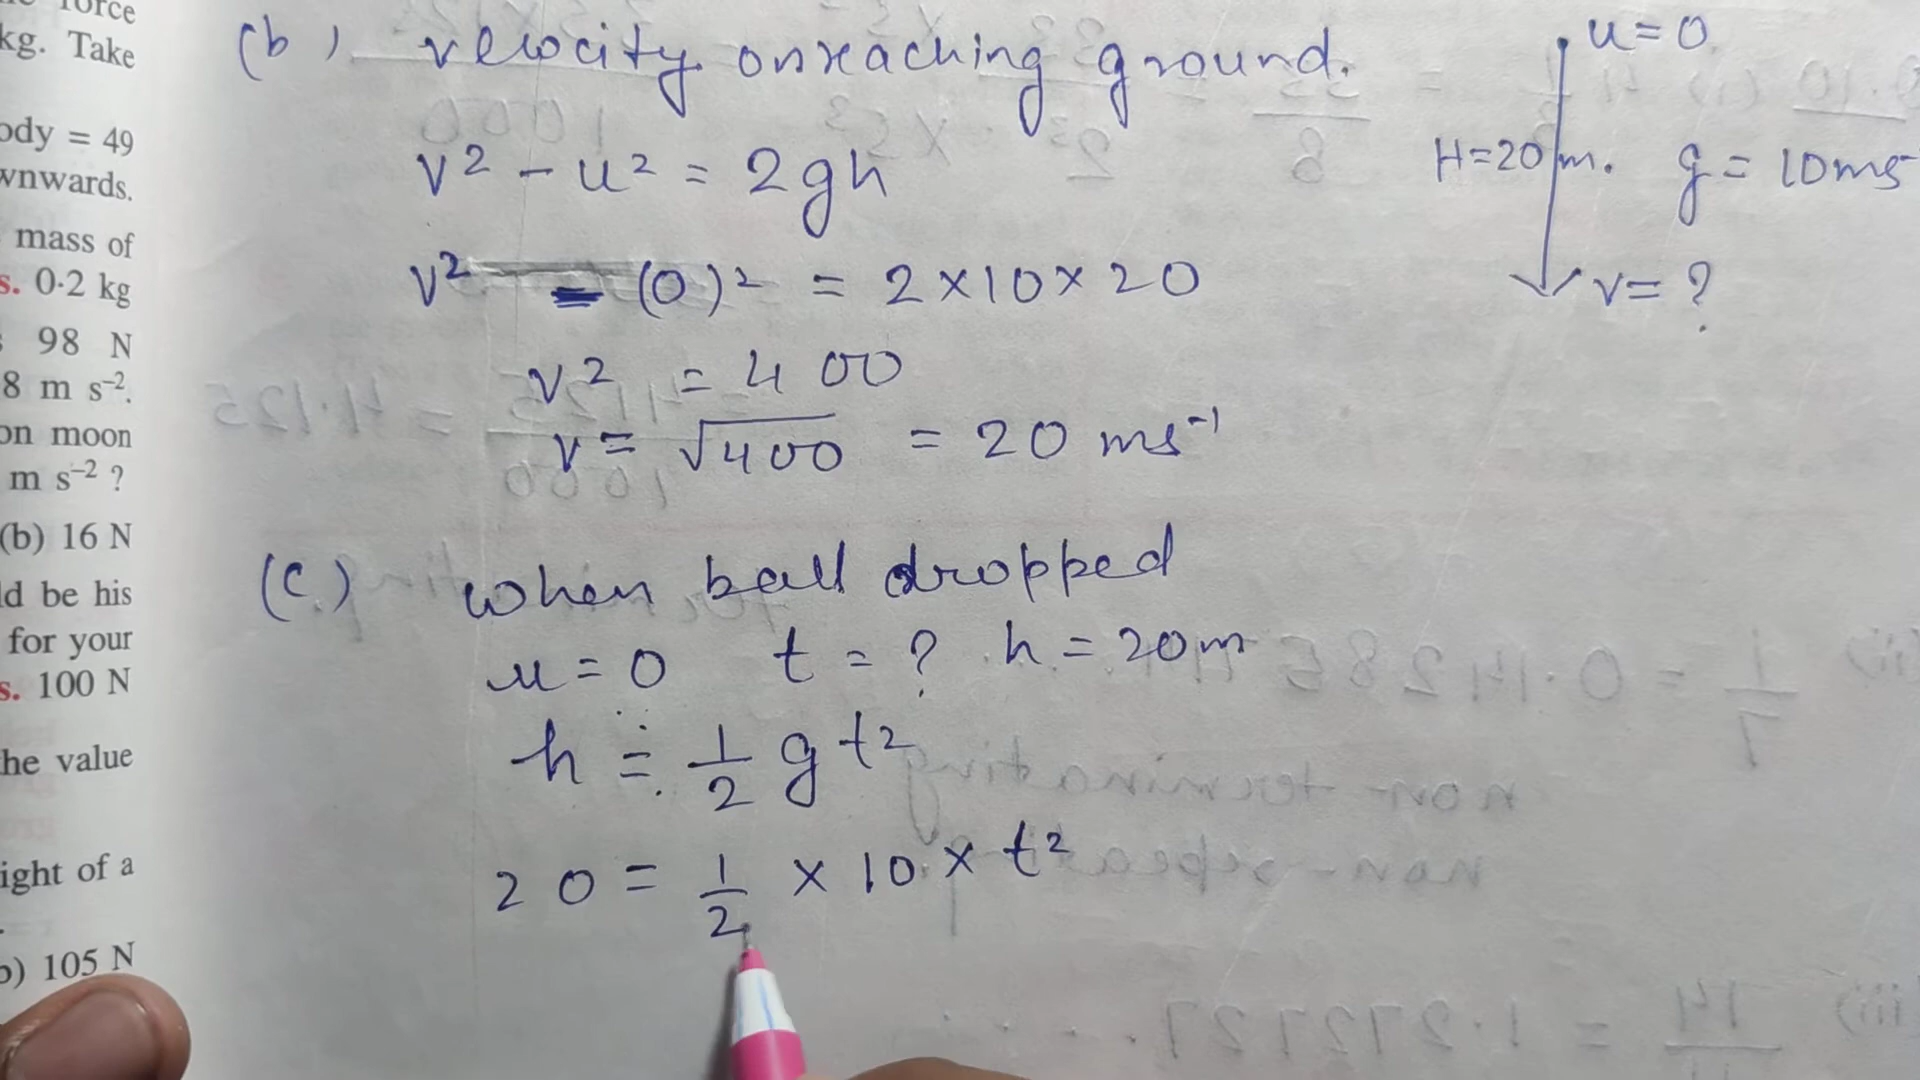 force
kg. Take
ody = 49
wnwards.
mass of
s. 0·2 kg
98 N
8 m s⁻².
on moon
m s⁻² ?
(b) 16 N
ld be his
for your
s. 100 N
he value
ight of a
b) 105 N
(b) velocity on reaching ground.
v² - u² = 2gh
v² - (0)² = 2×10×20
v² = 400
v = √400 = 20 ms⁻¹
u=0
H=20m. g = 10ms⁻
v= ?
(c) when ball dropped
u = 0 t = ? h = 20m
h = 1/2 g t²
20 = 1/2 × 10 × t²